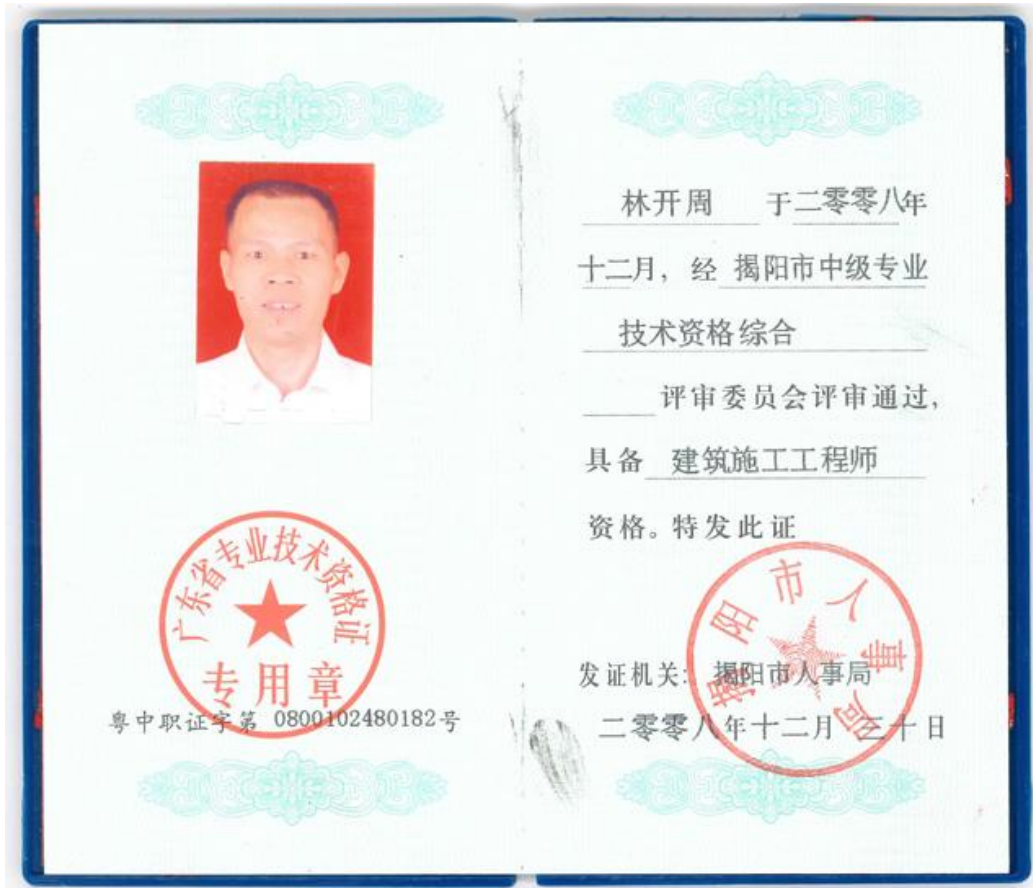 广东省专业技术资格证
专用章
粤中职证字第 0800102480182号
林开周 于二零零八年
十二月，经 揭阳市中级专业
技术资格综合
评审委员会评审通过，
具备 建筑施工工程师
资格。特发此证
揭阳市人事局
发证机关: 揭阳市人事局
二零零八年十二月 三十日